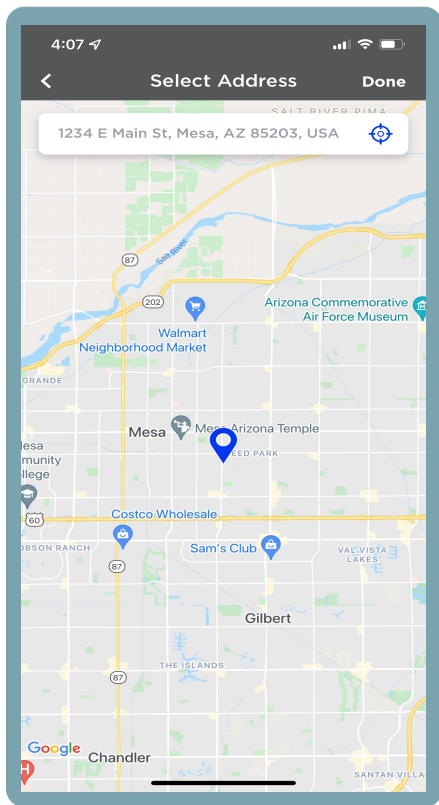 4:07
Select Address
Done
SALT RIVER PIMA
1234 E Main St, Mesa, AZ 85203, USA
Salt River
87
202
Arizona Commemorative
Air Force Museum
Walmart
Neighborhood Market
GRANDE
Mesa
Mesa Arizona Temple
EED PARK
esa
munity
llege
60
Costco Wholesale
OBSON RANCH
Sam's Club
VAL VISTA
LAKES
87
Gilbert
THE ISLANDS
87
Google
Chandler
H
SANTAN VILLA